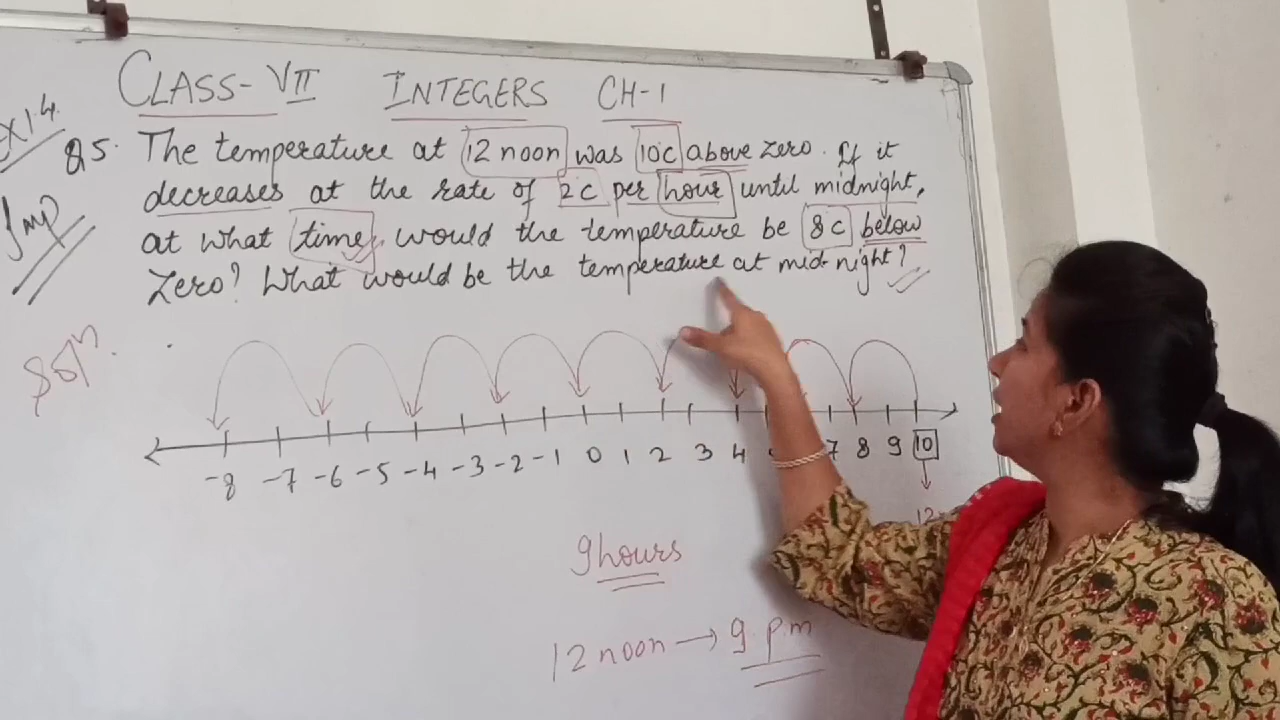 CLASS-VII INTEGERS CH-1
Ex 1.4.
Q5. The temperature at 12 noon was 10c above zero. If it
Imp
decreases at the rate of 2c per hour until midnight,
at what time would the temperature be 8c below
Zero? What would be the temperature at mid-night?
Soln.
-8 -7 -6 -5 -4 -3 -2 -1 0 1 2 3 4 7 8 9 10
9 hours
12 noon → 9 p.m